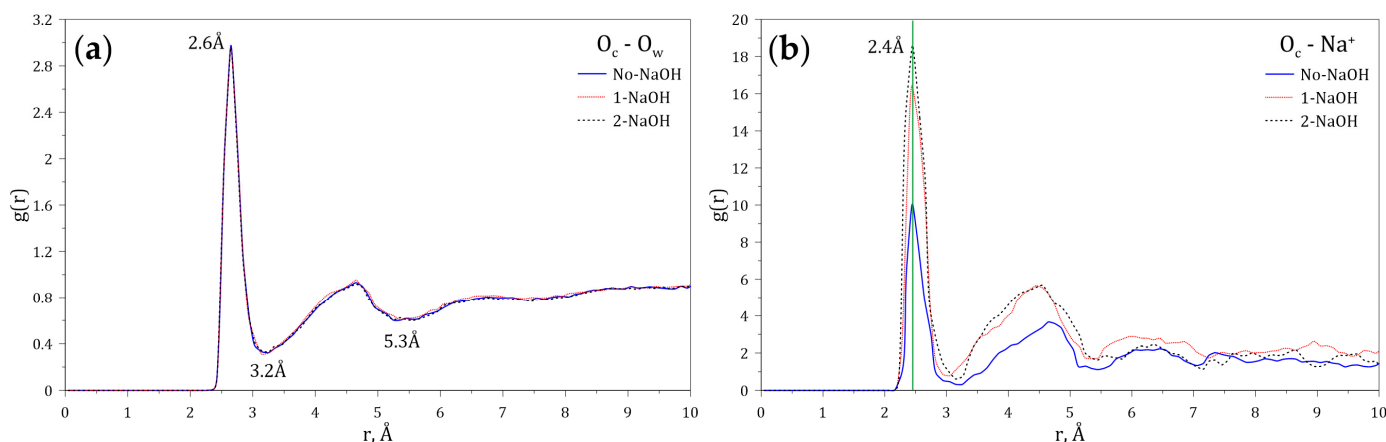 (a)
O_c - O_w
No-NaOH
1-NaOH
2-NaOH
2.6Å
3.2Å
5.3Å
3.2
2.8
2.4
2
1.6
1.2
0.8
0.4
0
g(r)
0 1 2 3 4 5 6 7 8 9 10
r, Å
(b)
O_c - Na⁺
No-NaOH
1-NaOH
2-NaOH
2.4Å
20
18
16
14
12
10
8
6
4
2
0
g(r)
0 1 2 3 4 5 6 7 8 9 10
r, Å